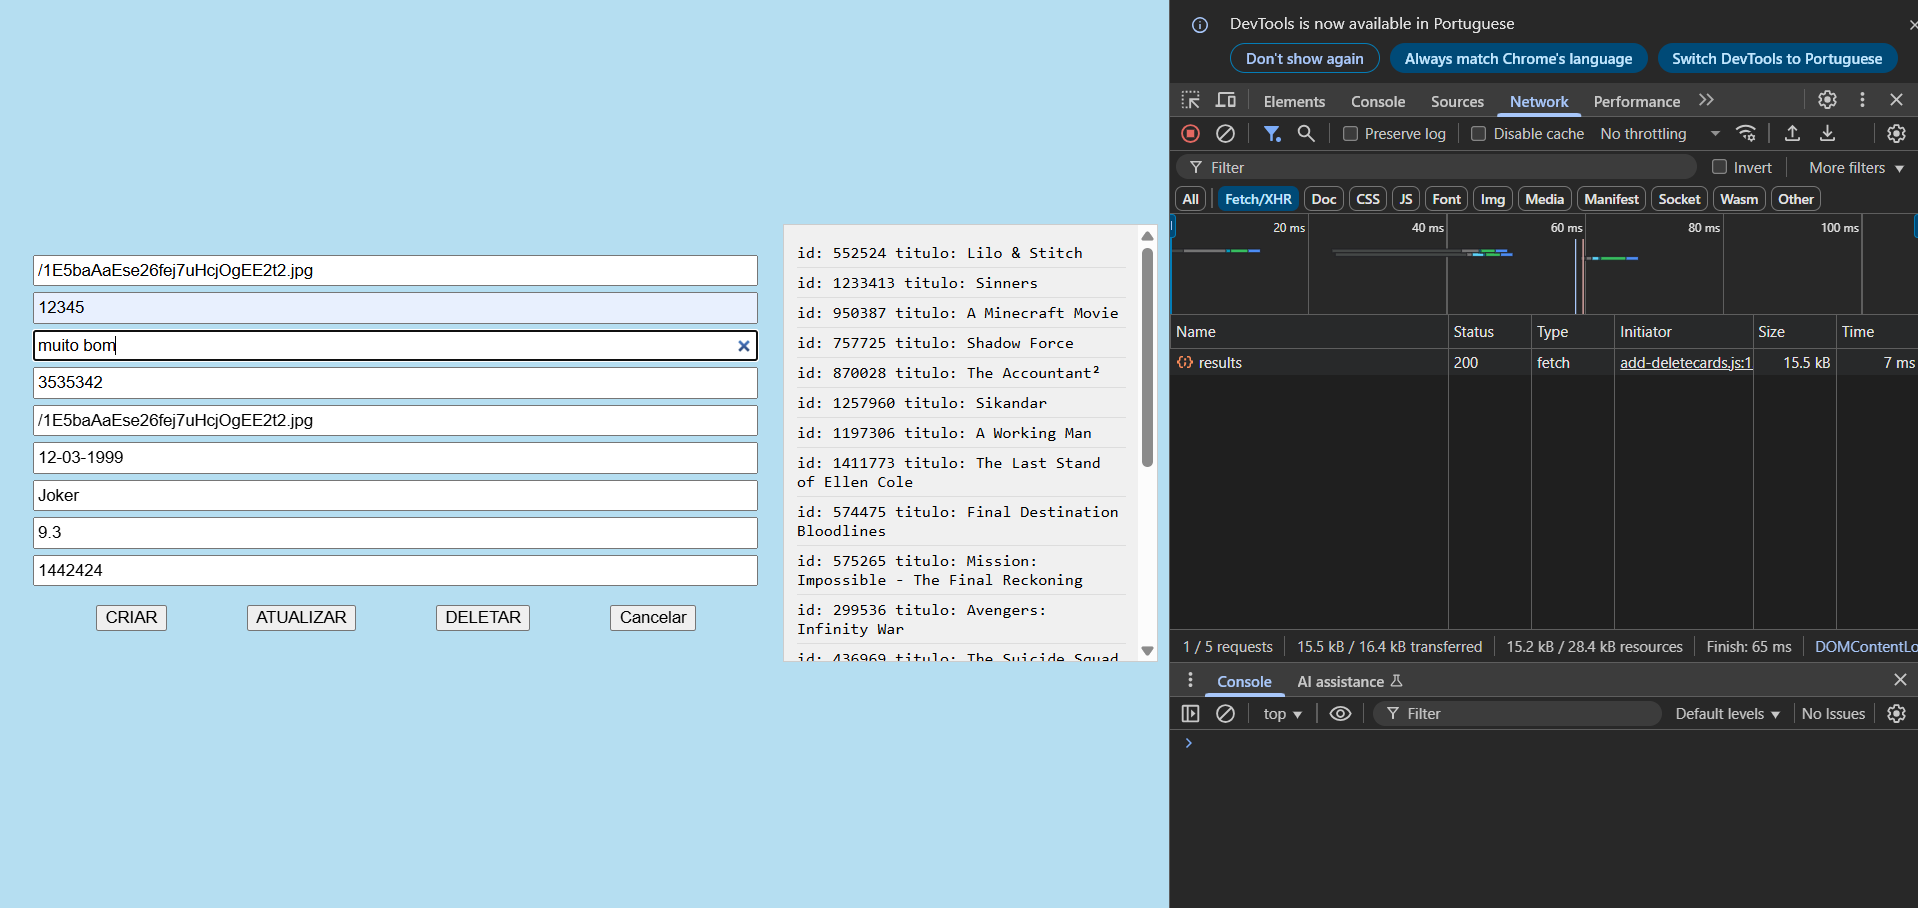 /1E5baAaEse26fej7uHcjOgEE2t2.jpg
12345
muito bom
3535342
/1E5baAaEse26fej7uHcjOgEE2t2.jpg
12-03-1999
Joker
9.3
1442424
CRIAR ATUALIZAR DELETAR Cancelar
id: 552524 titulo: Lilo & Stitch
id: 1233413 titulo: Sinners
id: 950387 titulo: A Minecraft Movie
id: 757725 titulo: Shadow Force
id: 870028 titulo: The Accountant²
id: 1257960 titulo: Sikandar
id: 1197306 titulo: A Working Man
id: 1411773 titulo: The Last Stand
of Ellen Cole
id: 574475 titulo: Final Destination
Bloodlines
id: 575265 titulo: Mission:
Impossible - The Final Reckoning
id: 299536 titulo: Avengers:
Infinity War
id: 436969 titulo: The Suicide Squad
DevTools is now available in Portuguese
Don't show again Always match Chrome's language Switch DevTools to Portuguese
Elements Console Sources Network Performance
Preserve log Disable cache No throttling
Filter Invert More filters
All Fetch/XHR Doc CSS JS Font Img Media Manifest Socket Wasm Other
20 ms 40 ms 60 ms 80 ms 100 ms
Name Status Type Initiator Size Time
results 200 fetch add-deletecards.js:1 15.5 kB 7 ms
1 / 5 requests 15.5 kB / 16.4 kB transferred 15.2 kB / 28.4 kB resources Finish: 65 ms DOMContentLo
Console AI assistance
top Filter Default levels No Issues